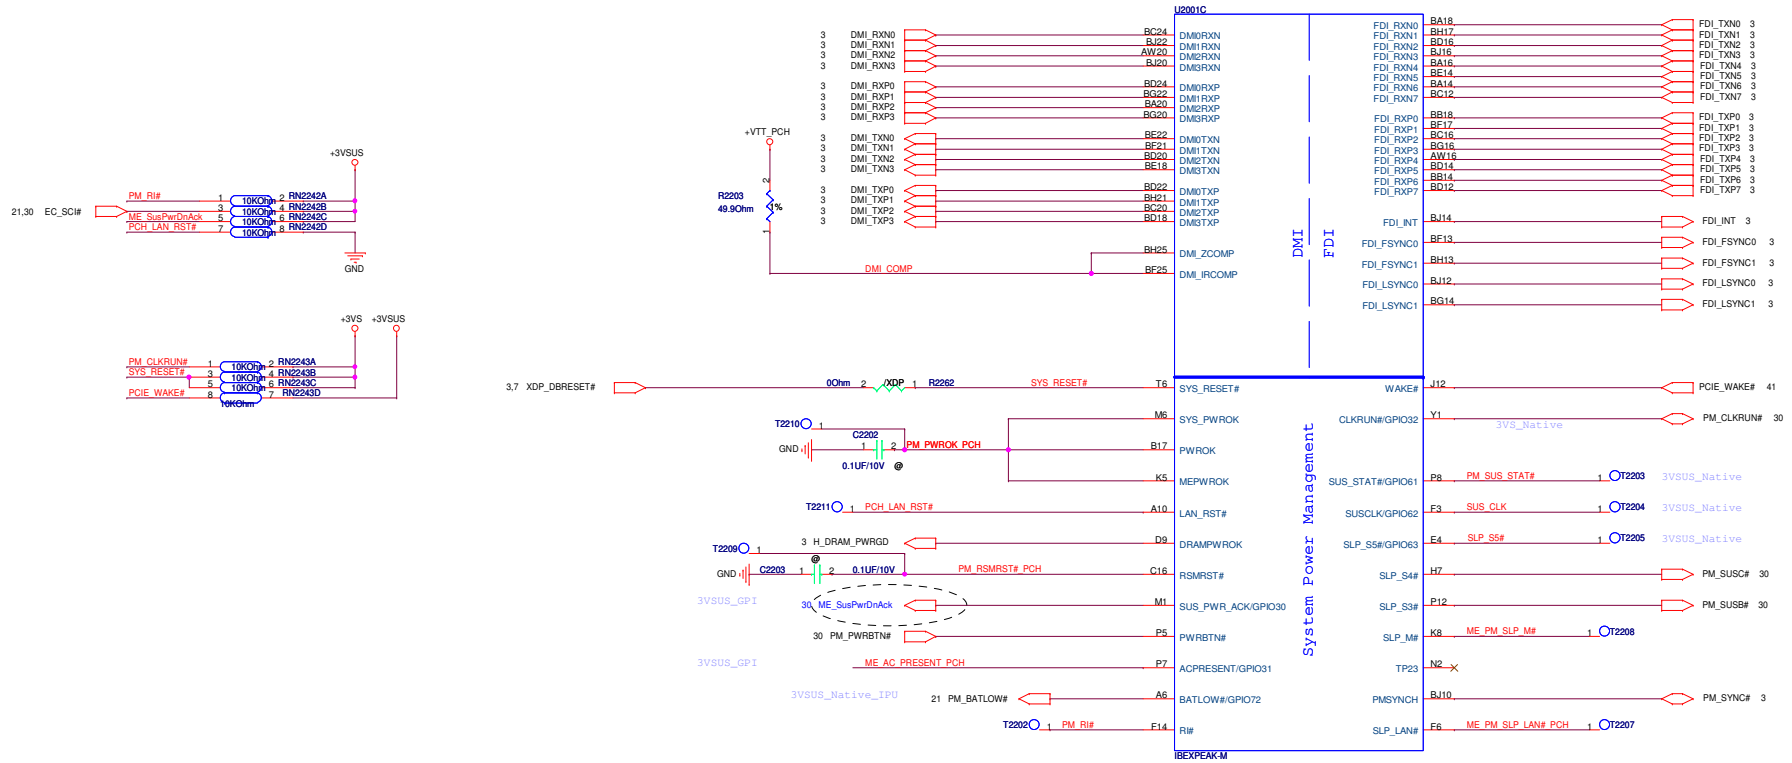 U2001C
3 DMI_RXN0 BC24 DMI0RXN
3 DMI_RXN1 BJ22 DMI1RXN
3 DMI_RXN2 AW20 DMI2RXN
3 DMI_RXN3 BJ20 DMI3RXN
3 DMI_RXP0 BD24 DMI0RXP
3 DMI_RXP1 BG22 DMI1RXP
3 DMI_RXP2 BA20 DMI2RXP
3 DMI_RXP3 BG20 DMI3RXP
3 DMI_TXN0 BE22 DMI0TXN
3 DMI_TXN1 BF21 DMI1TXN
3 DMI_TXN2 BD20 DMI2TXN
3 DMI_TXN3 BE18 DMI3TXN
3 DMI_TXP0 BD22 DMI0TXP
3 DMI_TXP1 BH21 DMI1TXP
3 DMI_TXP2 BC20 DMI2TXP
3 DMI_TXP3 BD18 DMI3TXP
+VTT_PCH
2
R2203
49.9Ohm
1%
1
BH25 DMI_ZCOMP
DMI_COMP BF25 DMI_IRCOMP
DMI
FDI
FDI_RXN0 BA18 FDI_TXN0 3
FDI_RXN1 BH17 FDI_TXN1 3
FDI_RXN2 BD16 FDI_TXN2 3
FDI_RXN3 BJ16 FDI_TXN3 3
FDI_RXN4 BA16 FDI_TXN4 3
FDI_RXN5 BE14 FDI_TXN5 3
FDI_RXN6 BA14 FDI_TXN6 3
FDI_RXN7 BC12 FDI_TXN7 3
FDI_RXP0 BB18 FDI_TXP0 3
FDI_RXP1 BF17 FDI_TXP1 3
FDI_RXP2 BC16 FDI_TXP2 3
FDI_RXP3 BG16 FDI_TXP3 3
FDI_RXP4 AW16 FDI_TXP4 3
FDI_RXP5 BD14 FDI_TXP5 3
FDI_RXP6 BB14 FDI_TXP6 3
FDI_RXP7 BD12 FDI_TXP7 3
FDI_INT BJ14 FDI_INT 3
FDI_FSYNC0 BF13 FDI_FSYNC0 3
FDI_FSYNC1 BH13 FDI_FSYNC1 3
FDI_LSYNC0 BJ12 FDI_LSYNC0 3
FDI_LSYNC1 BG14 FDI_LSYNC1 3
+3VSUS
PM_RI# 1 10KOhm 2 RN2242A
21,30 EC_SCI# 3 10KOhm 4 RN2242B
ME_SusPwrDnAck 5 10KOhm 6 RN2242C
PCH_LAN_RST# 7 10KOhm 8 RN2242D
GND
+3VS +3VSUS
PM_CLKRUN# 1 10KOhm 2 RN2243A
SYS_RESET# 3 10KOhm 4 RN2243B
5 10KOhm 6 RN2243C
PCIE_WAKE# 8 10KOhm 7 RN2243D
3,7 XDP_DBRESET# 0Ohm 2 /XDP 1 R2262 SYS_RESET# T6 SYS_RESET#
M6 SYS_PWROK
T2210 1
C2202
GND 1 2 PM_PWROK_PCH B17 PWROK
0.1UF/10V @
K5 MEPWROK
T2211 1 PCH_LAN_RST# A10 LAN_RST#
3 H_DRAM_PWRGD D9 DRAMPWROK
T2209 1
@
GND C2203 1 2 0.1UF/10V PM_RSMRST#_PCH C16 RSMRST#
3VSUS_GPI 30 ME_SusPwrDnAck M1 SUS_PWR_ACK/GPIO30
30 PM_PWRBTN# P5 PWRBTN#
3VSUS_GPI ME_AC_PRESENT_PCH P7 ACPRESENT/GPIO31
3VSUS_Native_IPU 21 PM_BATLOW# A6 BATLOW#/GPIO72
T2202 1 PM_RI# F14 RI#
System Power Management
WAKE# J12 PCIE_WAKE# 41
CLKRUN#/GPIO32 Y1 3VS_Native PM_CLKRUN# 30
SUS_STAT#/GPIO61 P8 PM_SUS_STAT# 1 T2203 3VSUS_Native
SUSCLK/GPIO62 F3 SUS_CLK 1 T2204 3VSUS_Native
SLP_S5#/GPIO63 E4 SLP_S5# 1 T2205 3VSUS_Native
SLP_S4# H7 PM_SUSC# 30
SLP_S3# P12 PM_SUSB# 30
SLP_M# K8 ME_PM_SLP_M# 1 T2208
TP23 N2
PMSYNCH BJ10 PM_SYNC# 3
SLP_LAN# F6 ME_PM_SLP_LAN#_PCH 1 T2207
IBEXPEAK-M